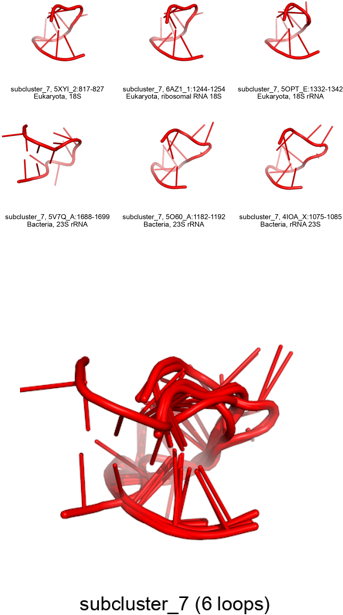 subcluster_7, 5XYI_2:817-827
Eukaryota, 18S
subcluster_7, 6AZ1_1:1244-1254
Eukaryota, ribosomal RNA 18S
subcluster_7, 5OPT_E:1332-1342
Eukaryota, 18S rRNA
subcluster_7, 5V7Q_A:1688-1699
Bacteria, 23S rRNA
subcluster_7, 5O60_A:1182-1192
Bacteria, 23S rRNA
subcluster_7, 4IOA_X:1075-1085
Bacteria, rRNA 23S
subcluster_7 (6 loops)